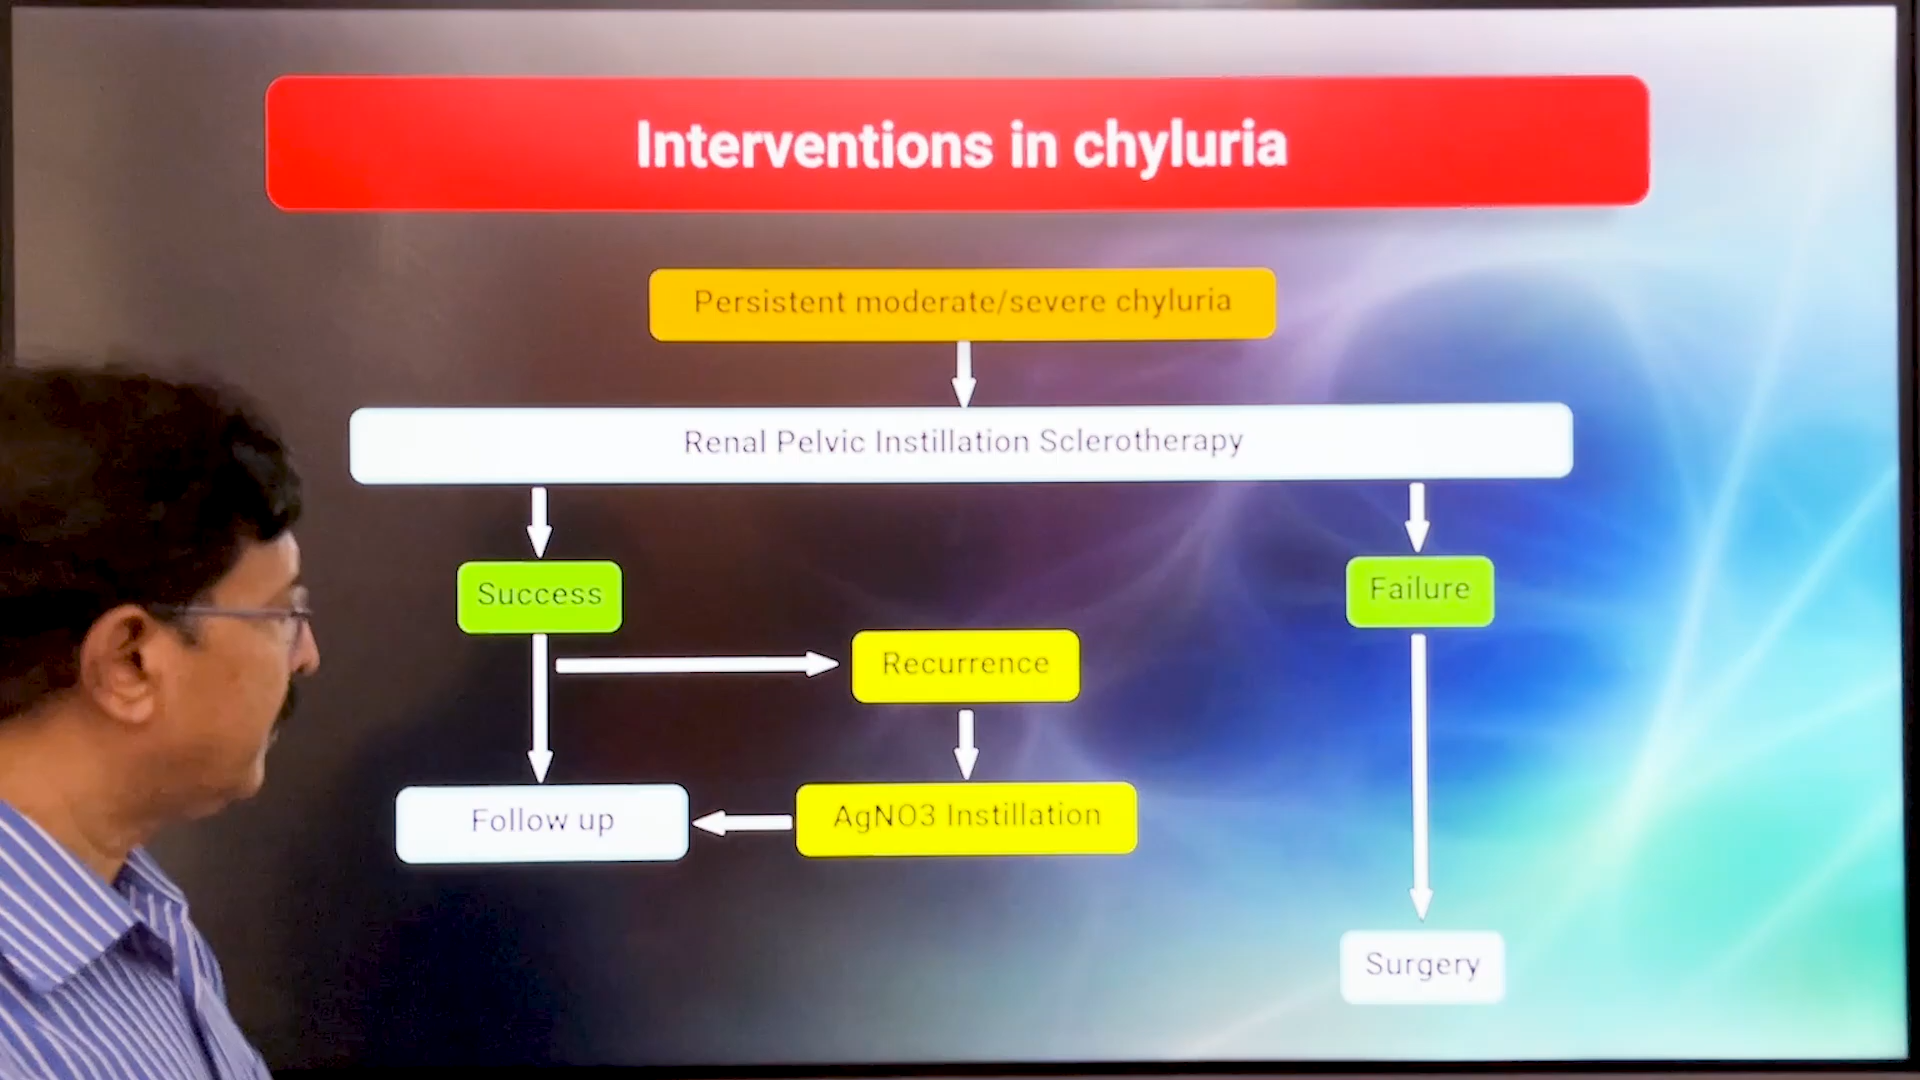 Interventions in chyluria
Persistent moderate/severe chyluria
Renal Pelvic Instillation Sclerotherapy
Success
Failure
Recurrence
Follow up
AgNO3 Instillation
Surgery